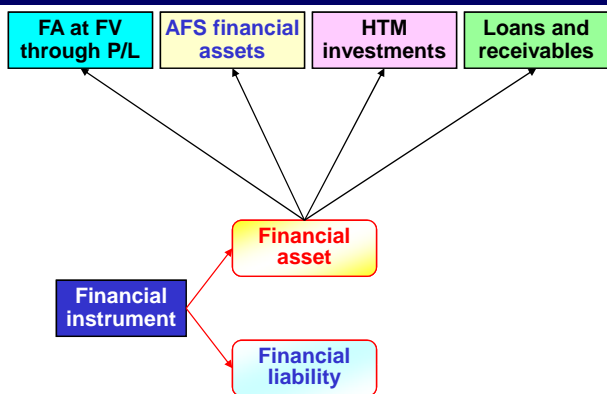 FA at FV
through P/L
AFS financial
assets
HTM
investments
Loans and
receivables
Financial
asset
Financial
instrument
Financial
liability